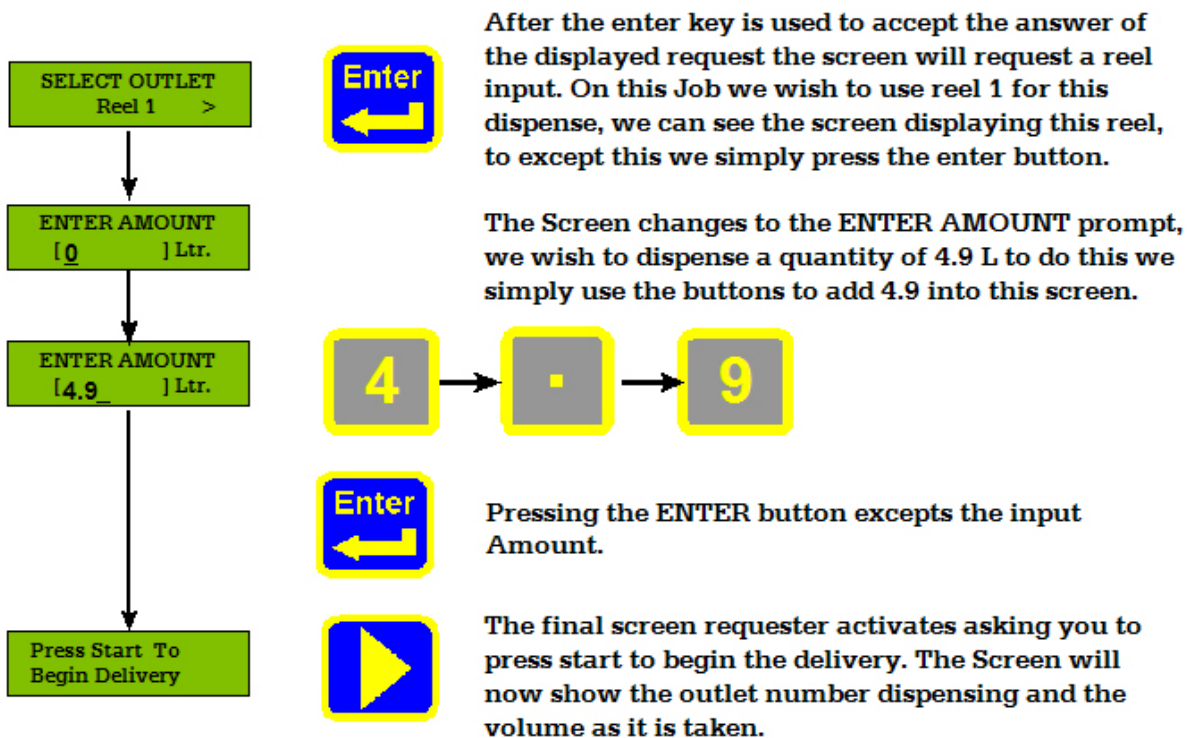 SELECT OUTLET
Reel 1 >
Enter
After the enter key is used to accept the answer of
the displayed request the screen will request a reel
input. On this Job we wish to use reel 1 for this
dispense, we can see the screen displaying this reel,
to except this we simply press the enter button.
ENTER AMOUNT
[0 ] Ltr.
The Screen changes to the ENTER AMOUNT prompt,
we wish to dispense a quantity of 4.9 L to do this we
simply use the buttons to add 4.9 into this screen.
ENTER AMOUNT
[4.9_ ] Ltr.
4 . 9
Enter
Pressing the ENTER button excepts the input
Amount.
Press Start To
Begin Delivery
The final screen requester activates asking you to
press start to begin the delivery. The Screen will
now show the outlet number dispensing and the
volume as it is taken.